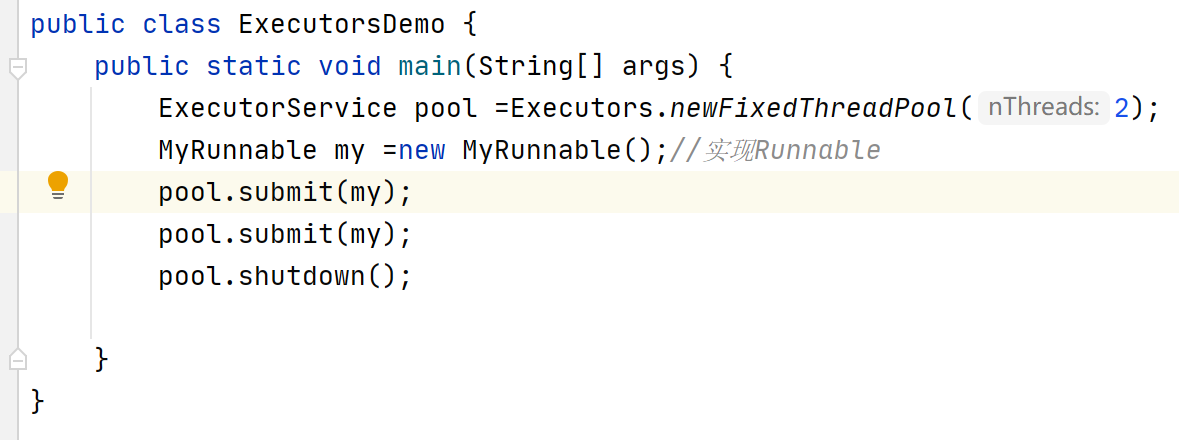 public class ExecutorsDemo {
public static void main(String[] args) {
ExecutorService pool =Executors.newFixedThreadPool( nThreads: 2);
MyRunnable my =new MyRunnable();//实现Runnable
pool.submit(my);
pool.submit(my);
pool.shutdown();
}
}